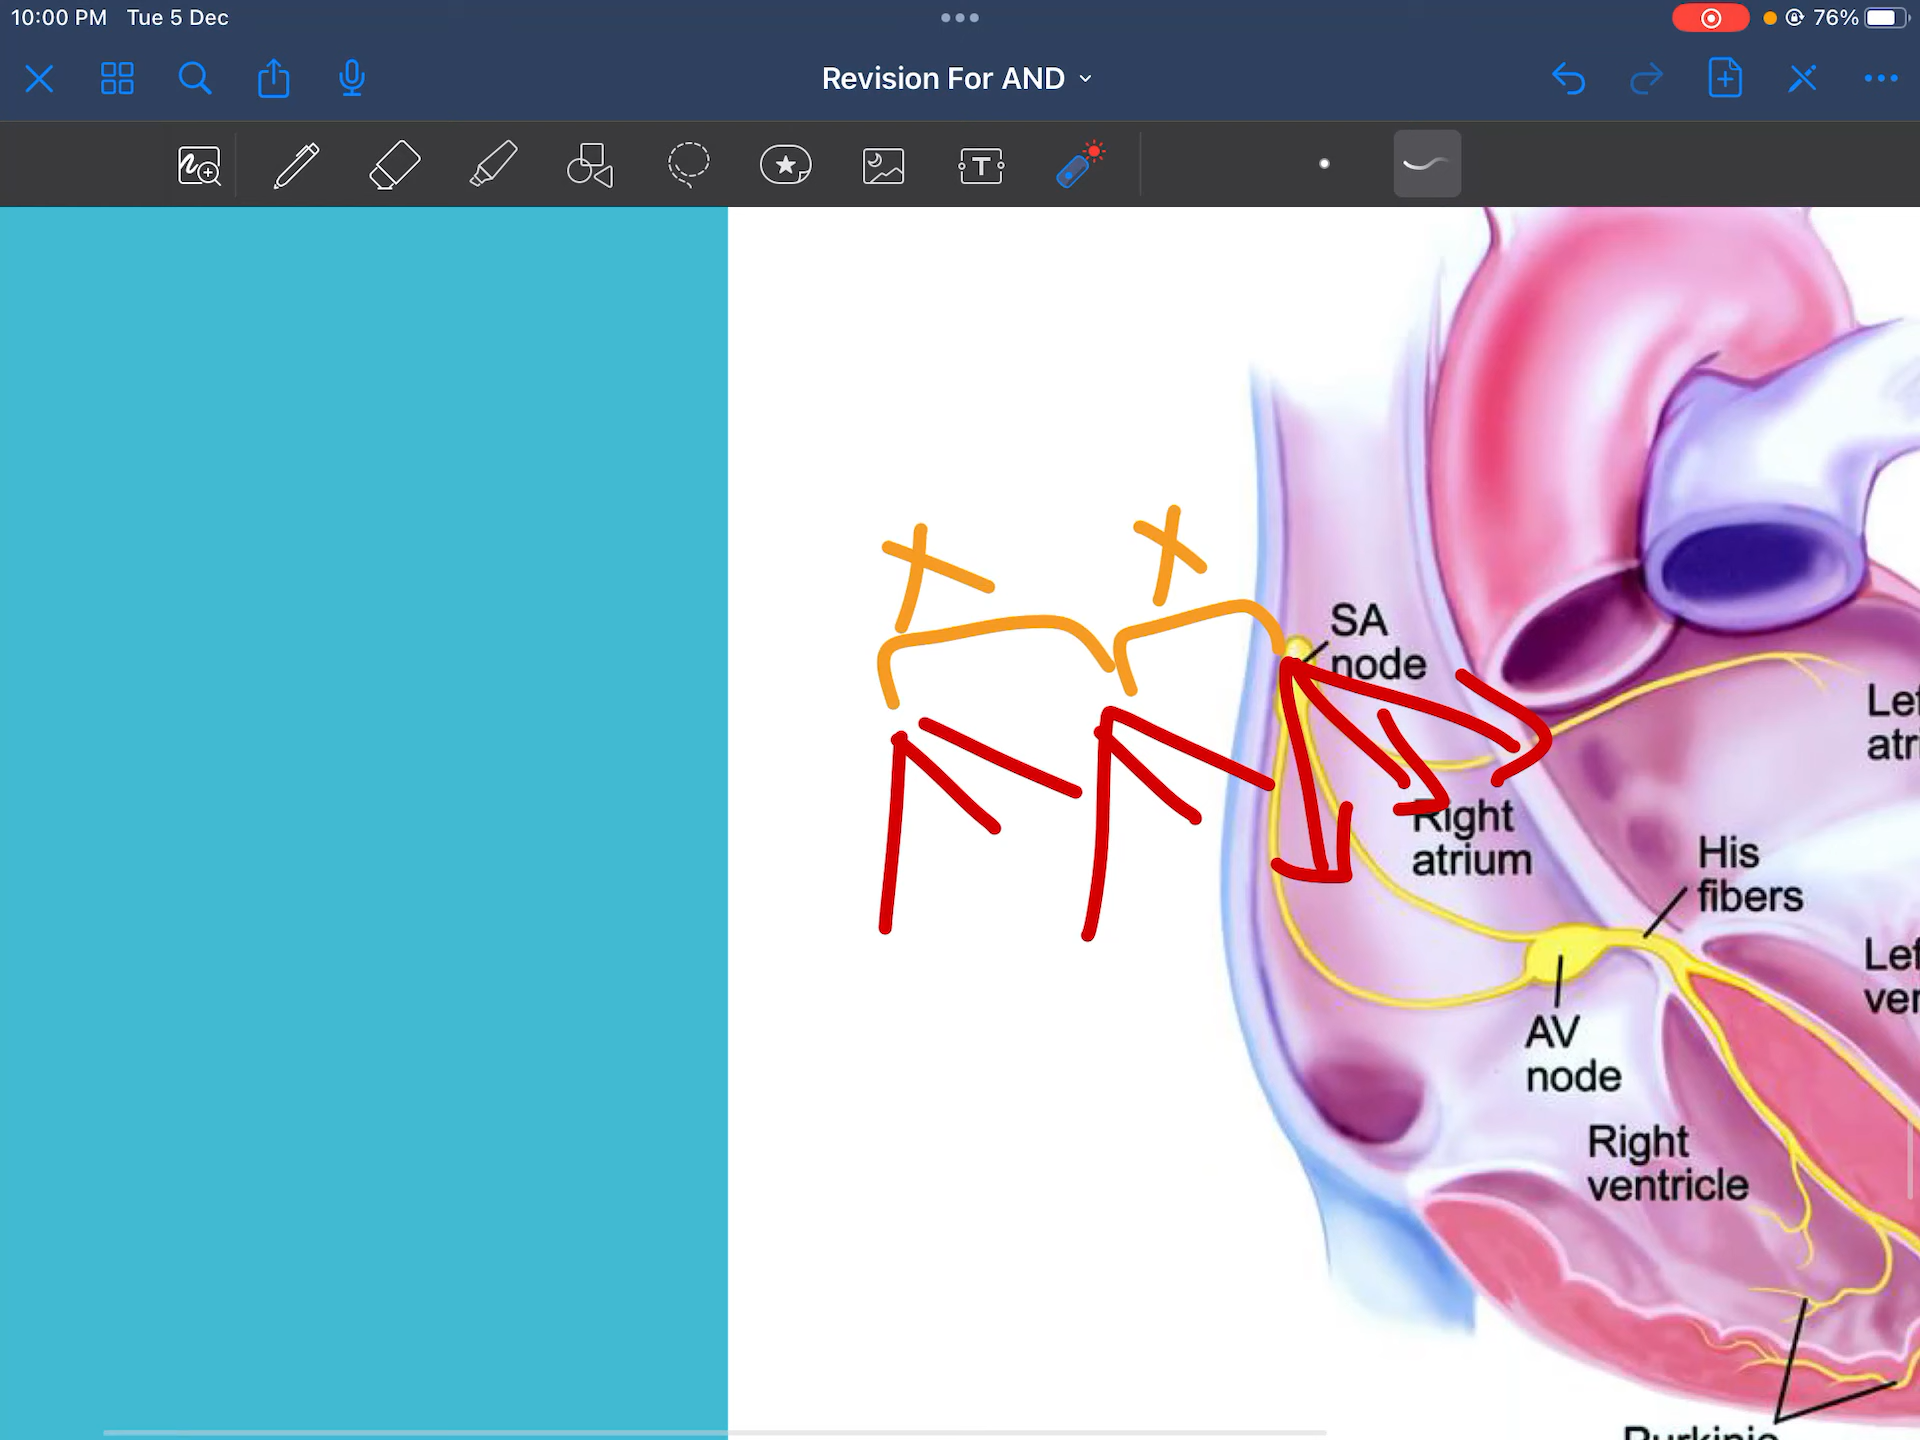 10:00 PM Tue 5 Dec
76%
Revision For AND
T
X X
SA
node
Right
atrium
His
fibers
AV
node
Right
ventricle